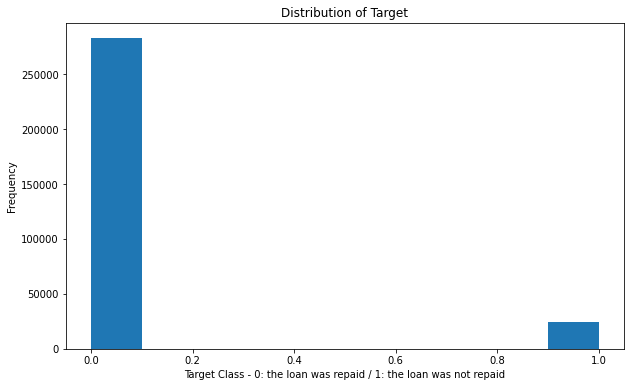 Distribution of Target
Frequency
250000
200000
150000
100000
50000
0
0.0 0.2 0.4 0.6 0.8 1.0
Target Class - 0: the loan was repaid / 1: the loan was not repaid